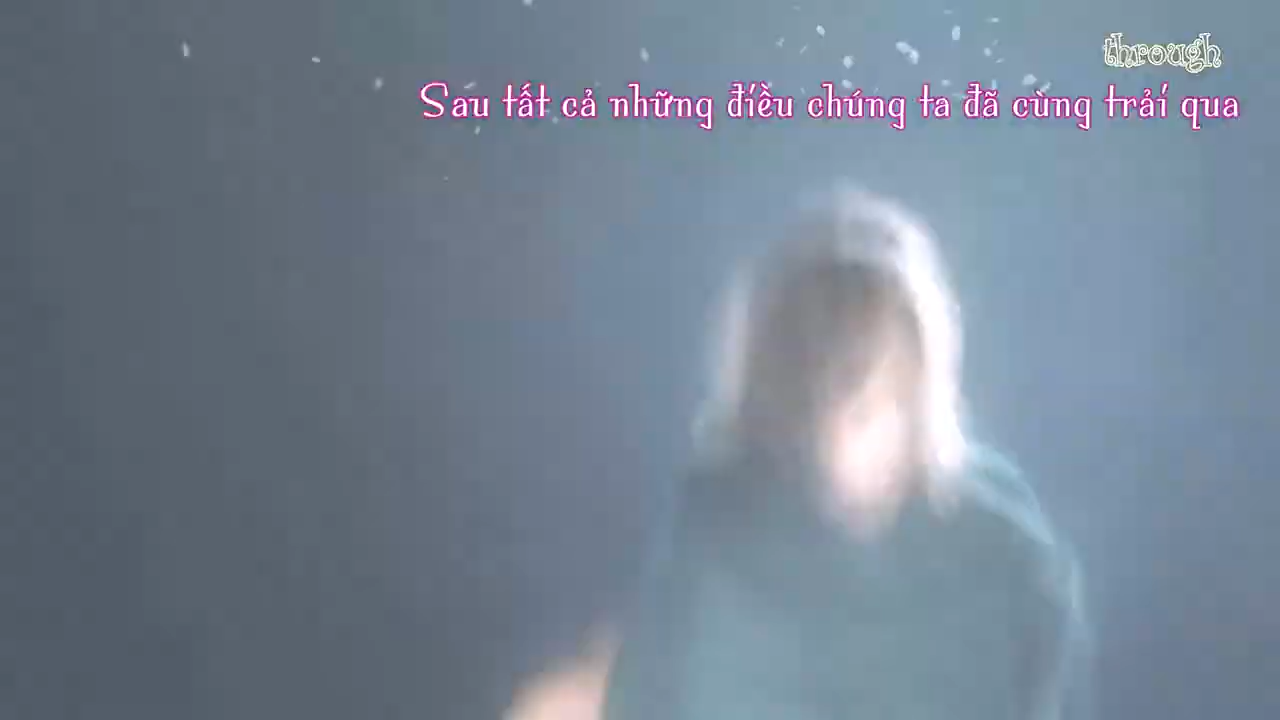 through
Sau tất cả những điều chúng ta đã cùng trải qua